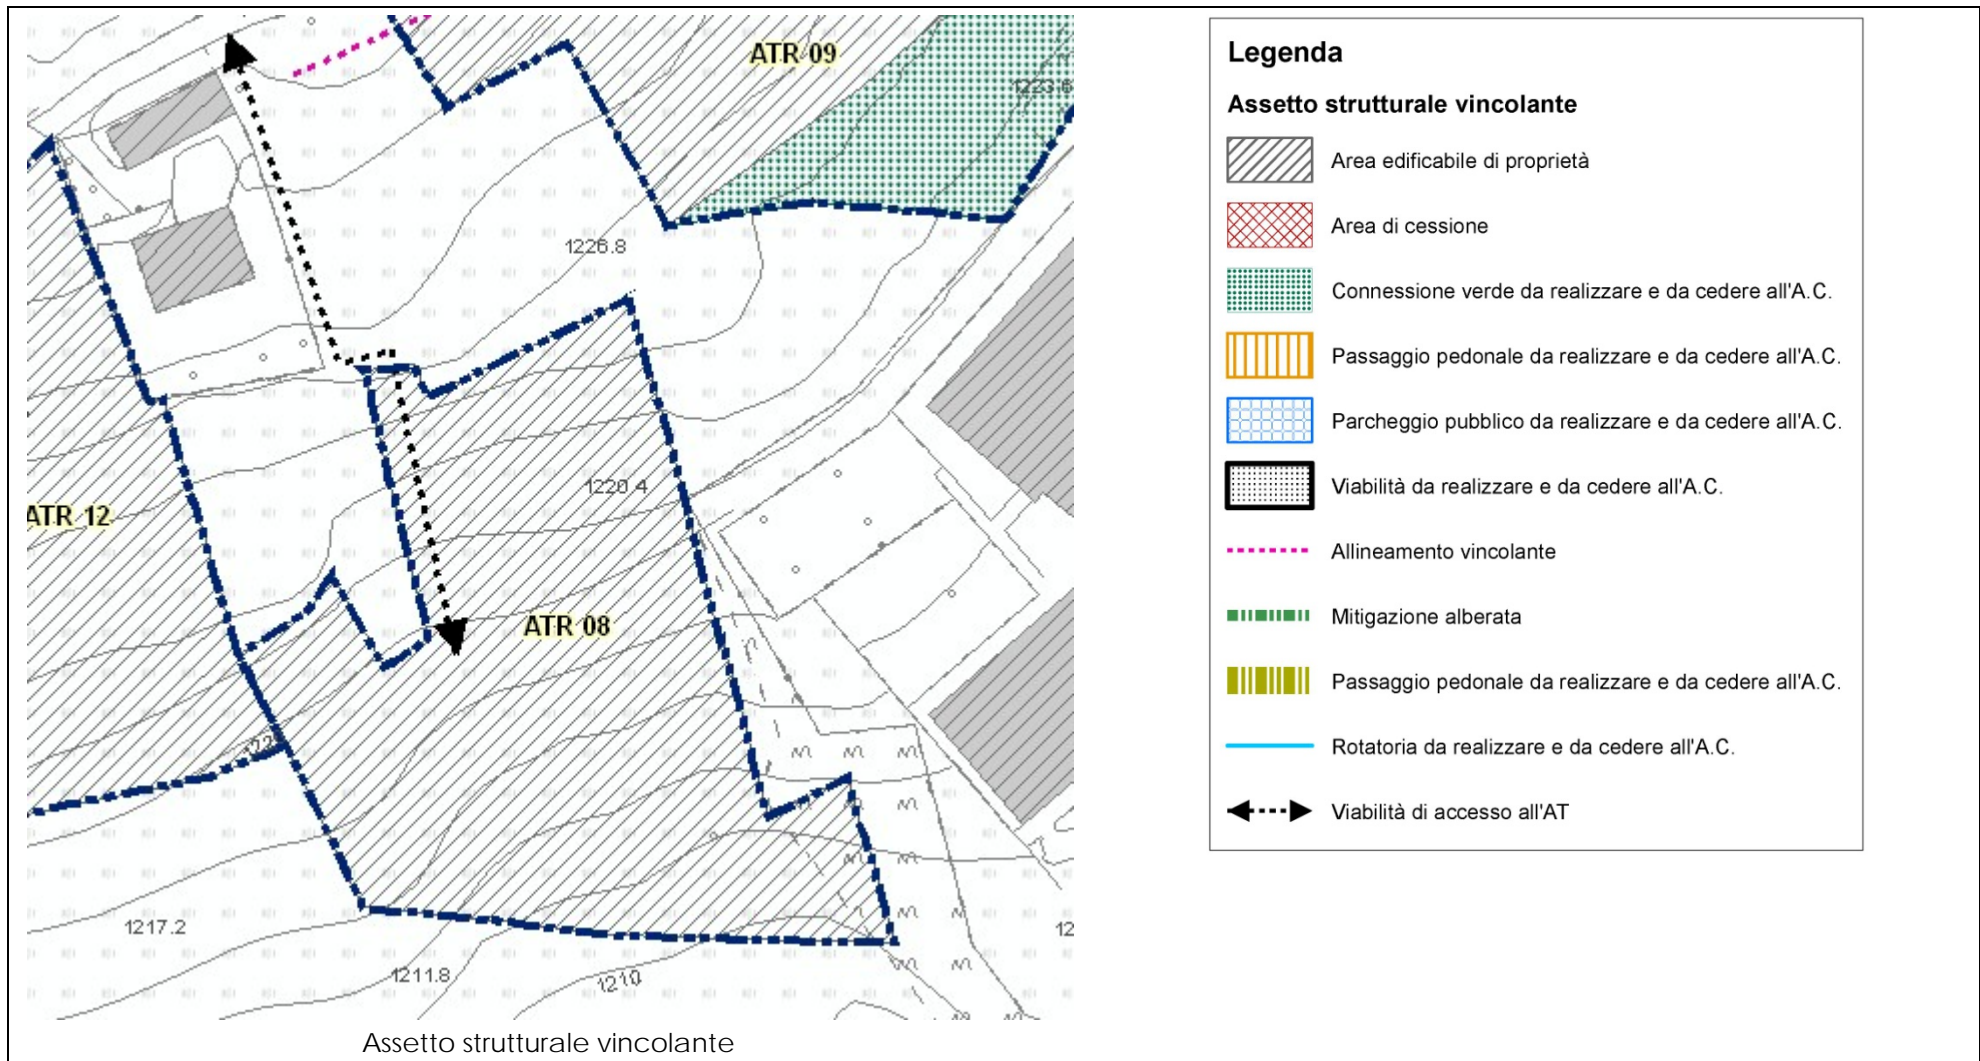 ATR 09
1223.6
1226.8
1220.4
ATR 12
ATR 08
1217.2
1211.8
1210
12
Assetto strutturale vincolante
Legenda
Assetto strutturale vincolante
Area edificabile di proprietà
Area di cessione
Connessione verde da realizzare e da cedere all'A.C.
Passaggio pedonale da realizzare e da cedere all'A.C.
Parcheggio pubblico da realizzare e da cedere all'A.C.
Viabilità da realizzare e da cedere all'A.C.
Allineamento vincolante
Mitigazione alberata
Passaggio pedonale da realizzare e da cedere all'A.C.
Rotatoria da realizzare e da cedere all'A.C.
Viabilità di accesso all'AT